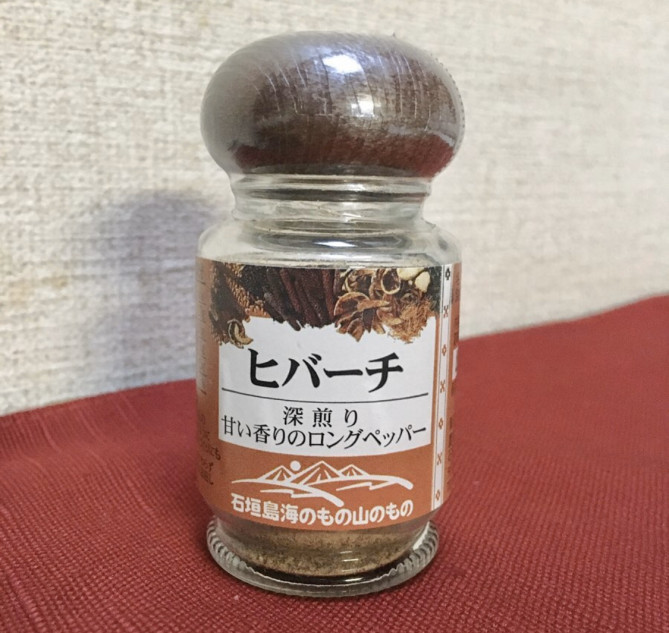 ヒバーチ
深煎り
甘い香りのロングペッパー
石垣島海のもの山のもの